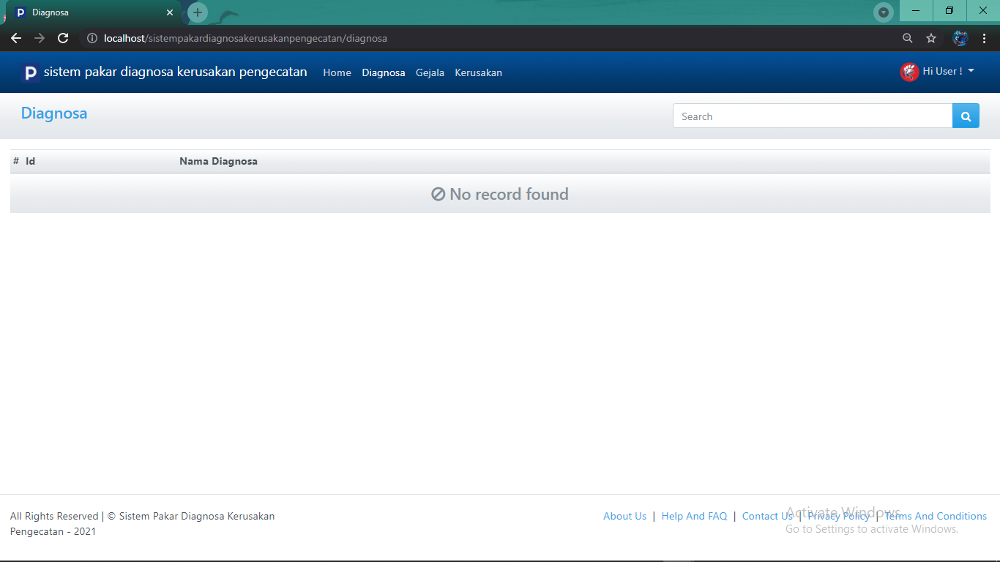 Diagnosa
localhost/sistempakardiagnosakerusakanpengecatan/diagnosa
P sistem pakar diagnosa kerusakan pengecatan Home Diagnosa Gejala Kerusakan Hi User !
Diagnosa Search
# Id Nama Diagnosa
No record found
All Rights Reserved | © Sistem Pakar Diagnosa Kerusakan
Pengecatan - 2021
About Us | Help And FAQ | Contact Us | Privacy Policy | Terms And Conditions
Activate Windows
Go to Settings to activate Windows.